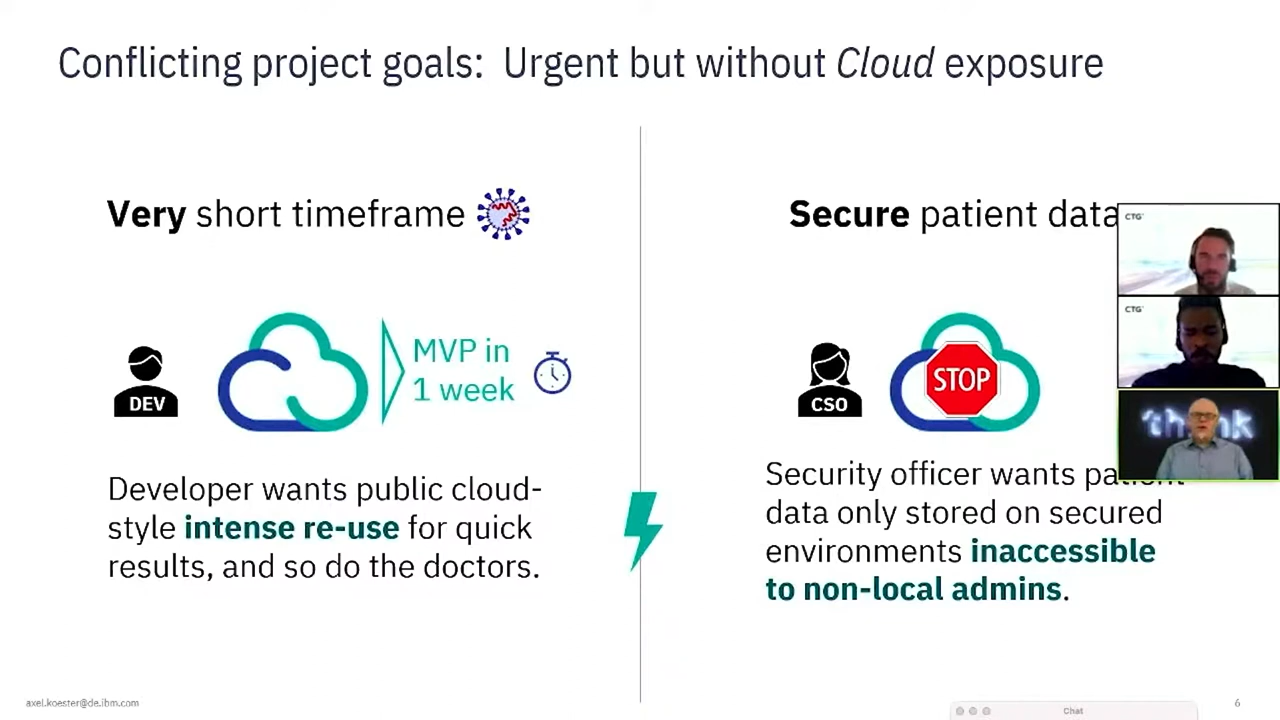 Conflicting project goals: Urgent but without Cloud exposure
Very short timeframe
DEV
MVP in
1 week
Developer wants public cloud-
style intense re-use for quick
results, and so do the doctors.
Secure patient data
CSO
STOP
Security officer wants patient
data only stored on secured
environments inaccessible
to non-local admins.
CTG
CTG
'think
axel.koester@de.ibm.com
Chat
6